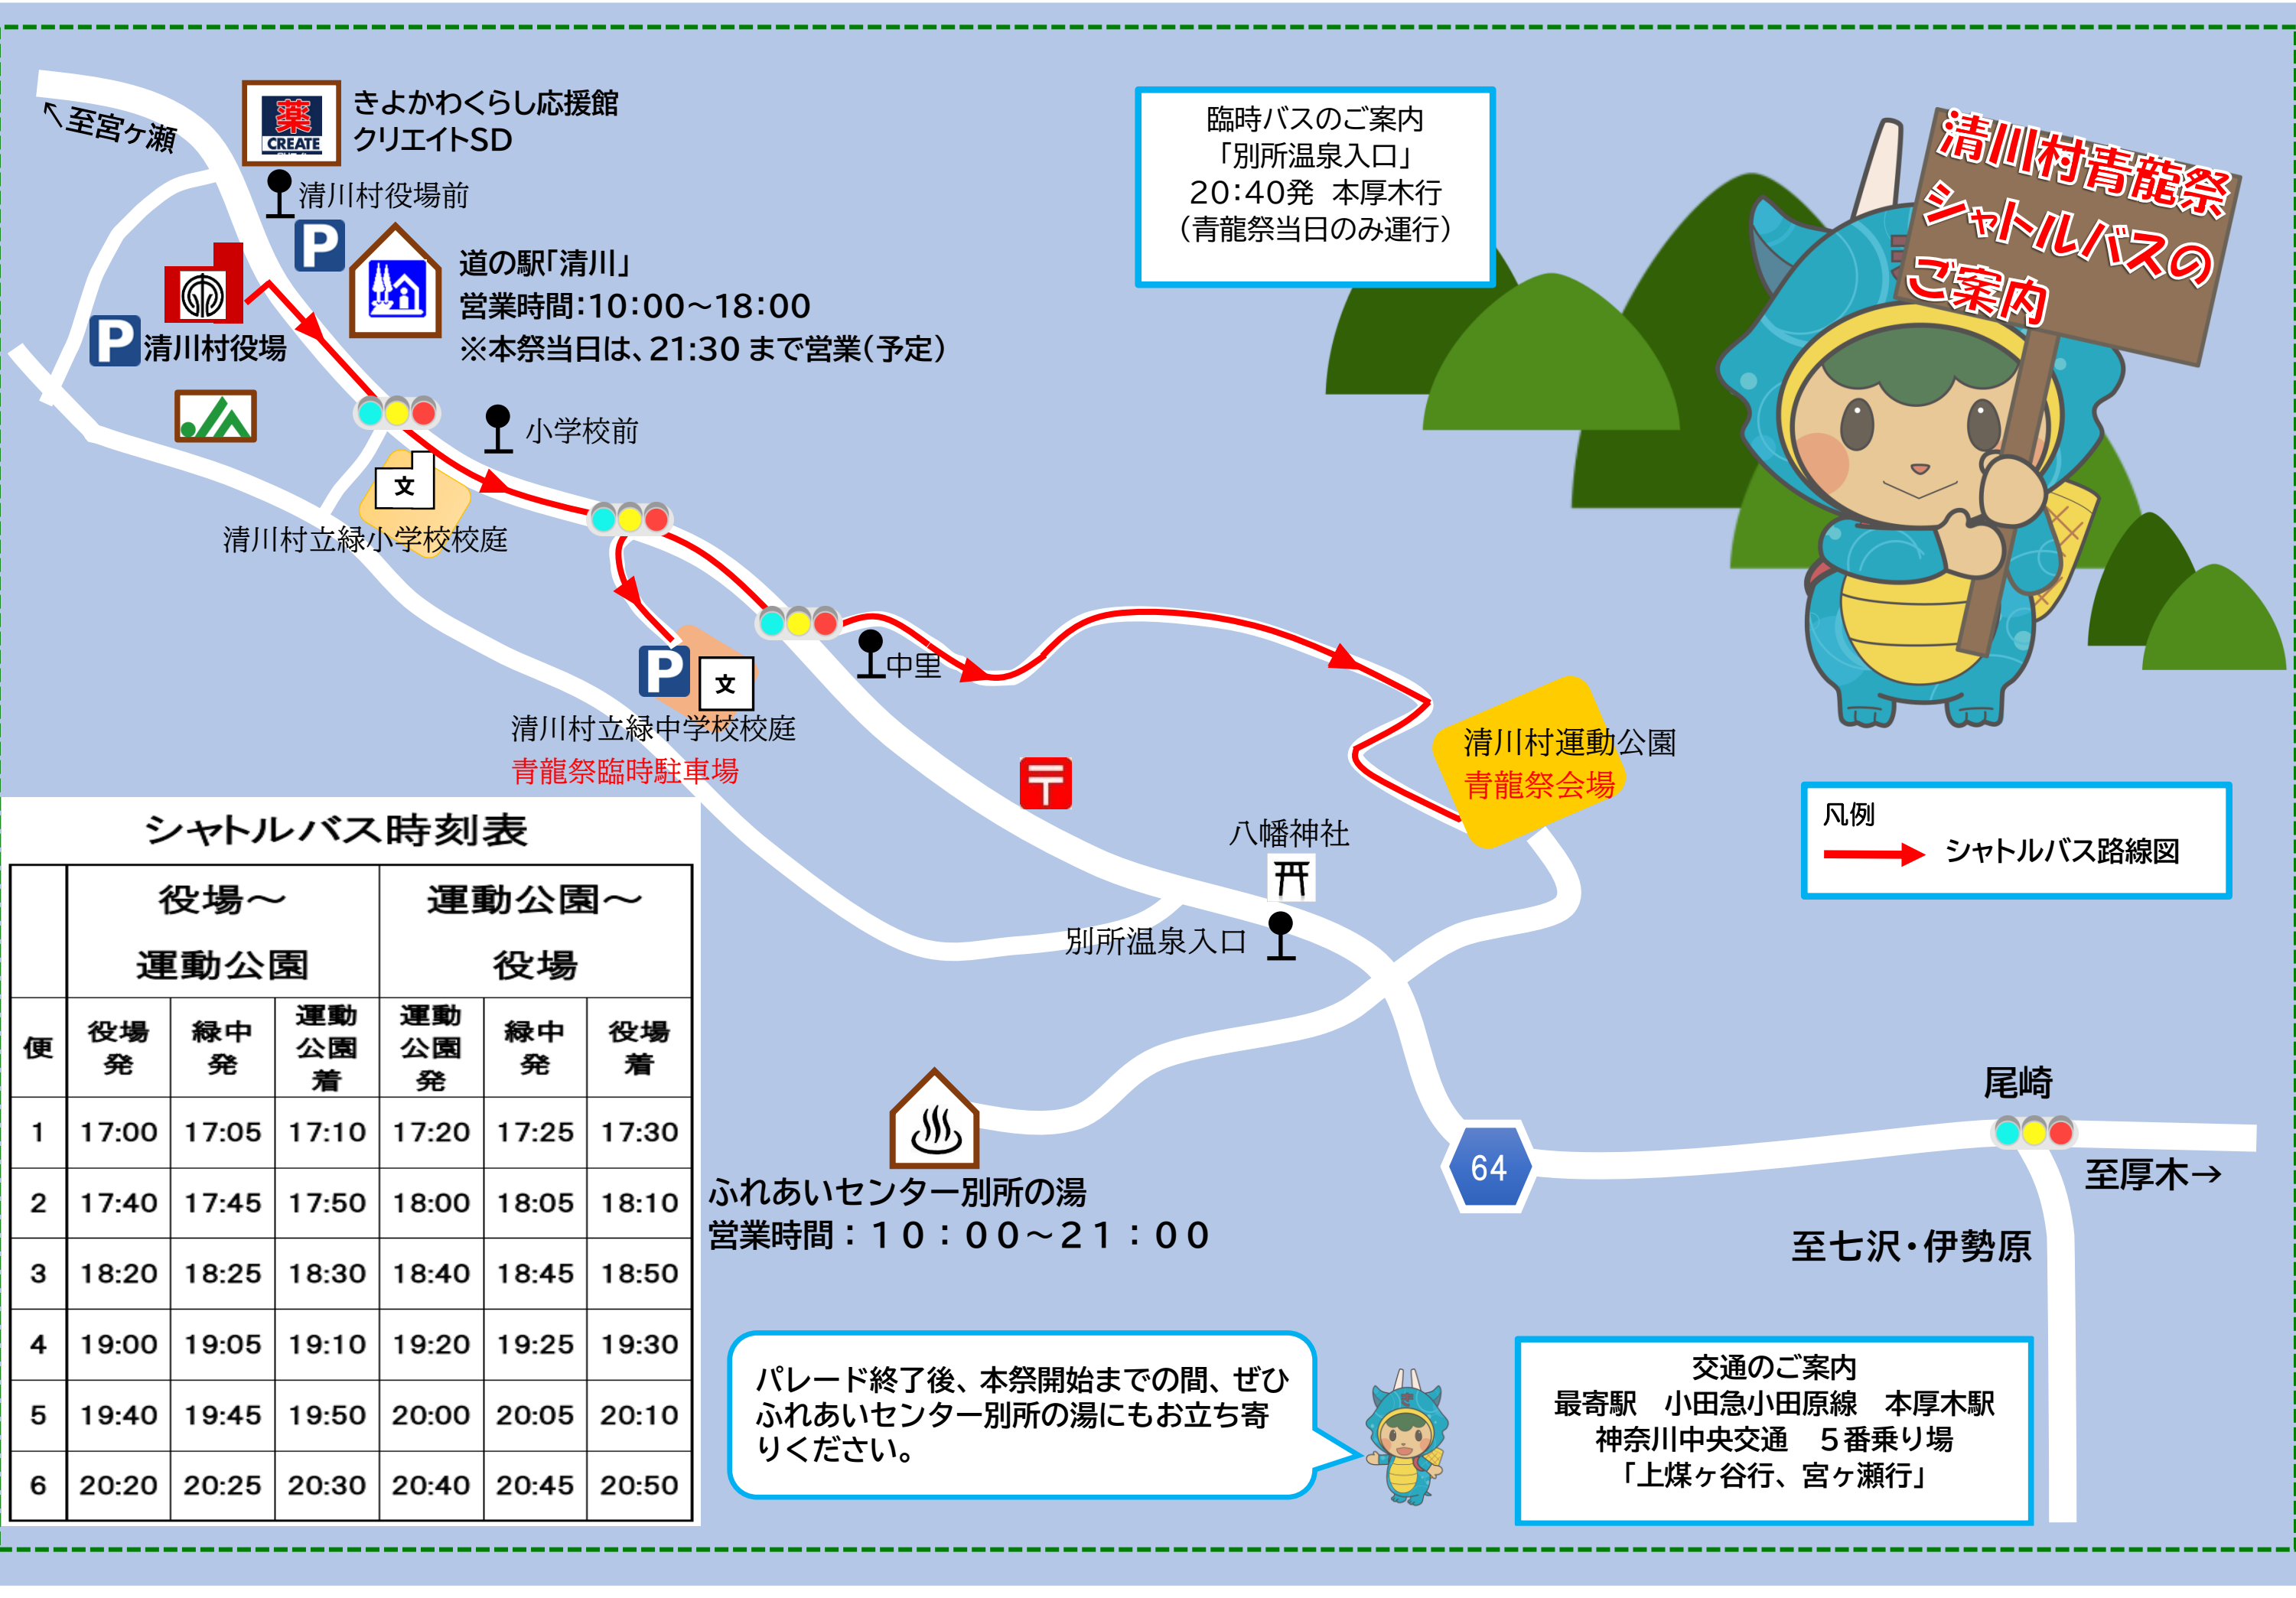 清川村青龍祭
シャトルバスの
ご案内
臨時バスのご案内
「別所温泉入口」
20：40発　本厚木行
（青龍祭当日のみ運行）
↖至宮ヶ瀬
薬
CREATE
きよかわくらし応援館
クリエイトSD
清川村役場前
P
道の駅「清川」
営業時間：10：00～18：00
※本祭当日は、21:30 まで営業（予定）
P
清川村役場
小学校前
文
清川村立緑小学校校庭
中里
P
文
清川村立緑中学校校庭
青龍祭臨時駐車場
清川村運動公園
青龍祭会場
八幡神社
別所温泉入口
凡例
シャトルバス路線図
64
尾崎
至厚木→
至七沢・伊勢原
ふれあいセンター別所の湯
営業時間：１０：００～２１：００
シャトルバス時刻表
役場～運動公園 運動公園～役場
便 役場発 緑中発 運動公園着 運動公園発 緑中発 役場着
1 17:00 17:05 17:10 17:20 17:25 17:30
2 17:40 17:45 17:50 18:00 18:05 18:10
3 18:20 18:25 18:30 18:40 18:45 18:50
4 19:00 19:05 19:10 19:20 19:25 19:30
5 19:40 19:45 19:50 20:00 20:05 20:10
6 20:20 20:25 20:30 20:40 20:45 20:50
パレード終了後、本祭開始までの間、ぜひ
ふれあいセンター別所の湯にもお立ち寄
りください。
交通のご案内
最寄駅　小田急小田原線　本厚木駅
神奈川中央交通　５番乗り場
「上煤ヶ谷行、宮ヶ瀬行」